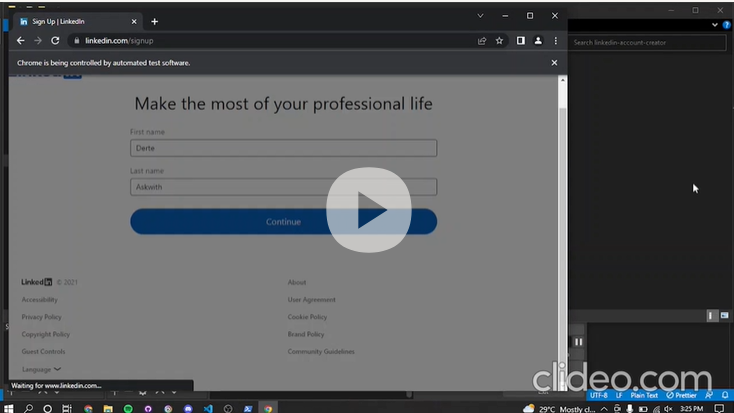 Sign Up | LinkedIn
linkedin.com/signup
Search linkedin-account-creator
Chrome is being controlled by automated test software.
Make the most of your professional life
First name
Derte
Last name
Askwith
Continue
LinkedIn © 2021
About
Accessibility
User Agreement
Privacy Policy
Cookie Policy
Copyright Policy
Brand Policy
Guest Controls
Community Guidelines
Language
Waiting for www.linkedin.com...
clideo.com
UTF-8 LF Plain Text Prettier
29°C Mostly cl... 3:25 PM